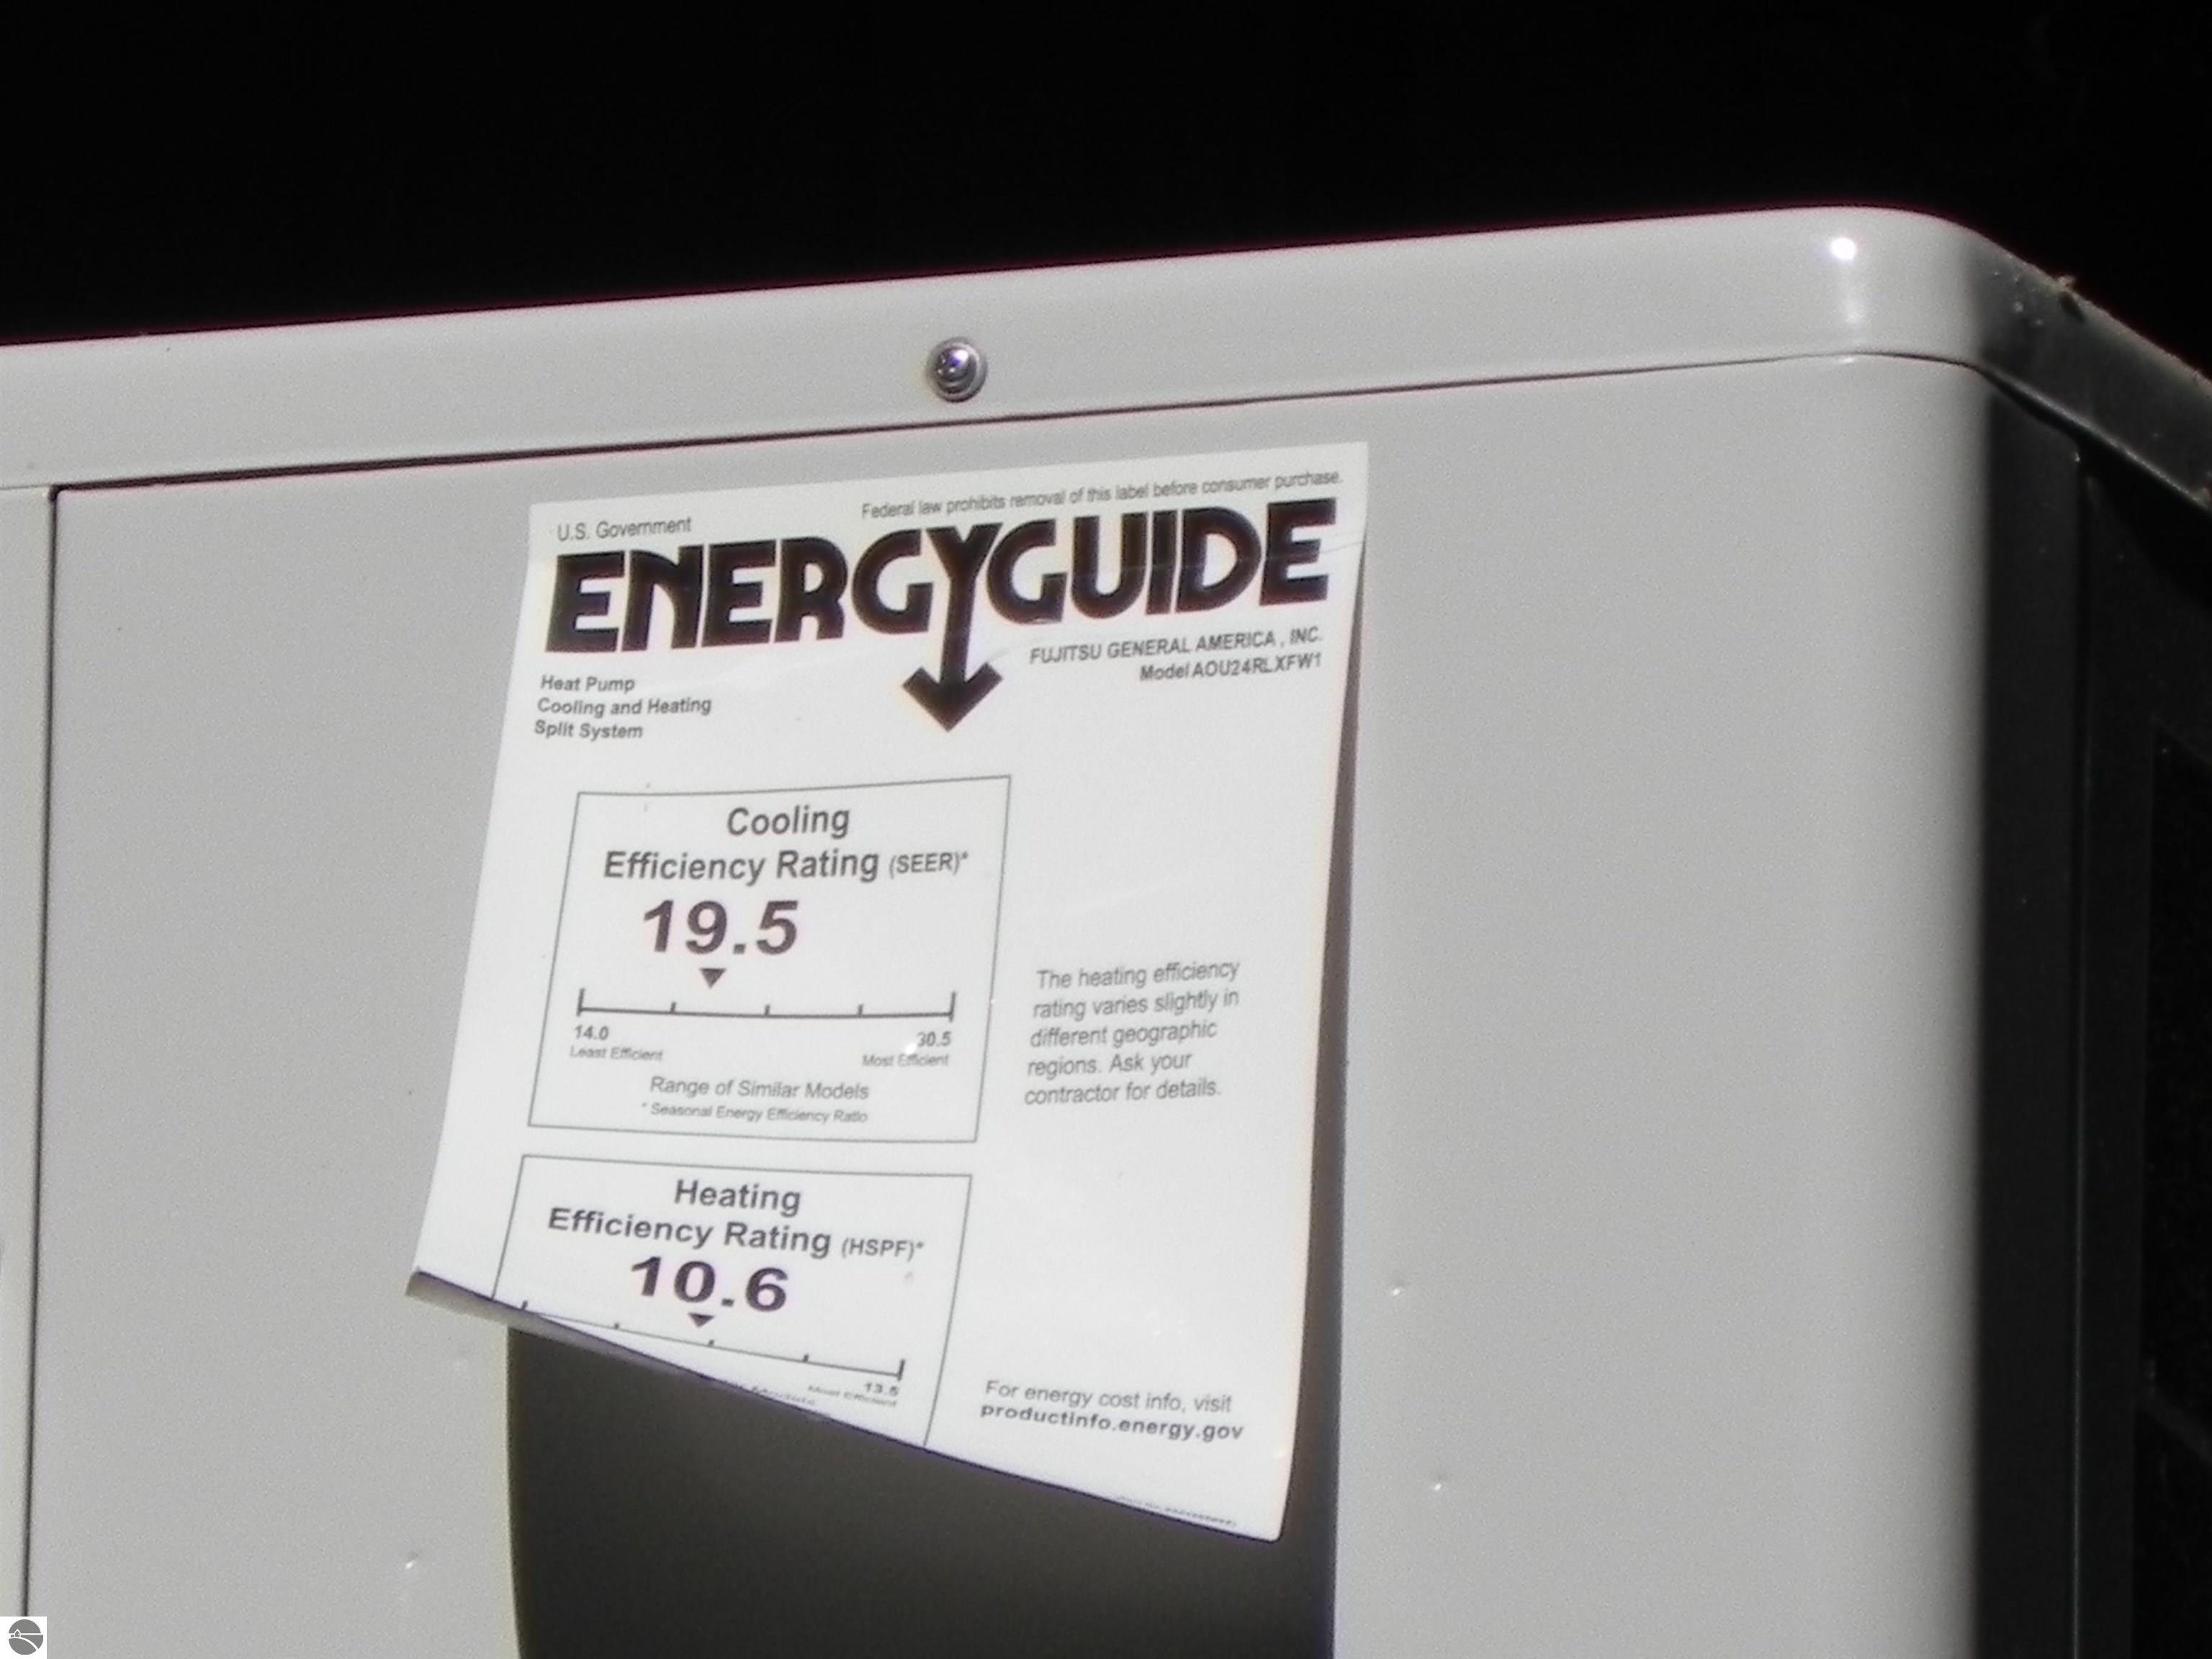 Federal law prohibits removal of this label before consumer purchase.
U.S. Government
ENERGYGUIDE
FUJITSU GENERAL AMERICA , INC.
Model AOU24RLXFW1
Heat Pump
Cooling and Heating
Split System
Cooling
Efficiency Rating (SEER)*
19.5
14.0
30.5
Least Efficient
Most Efficient
Range of Similar Models
* Seasonal Energy Efficiency Ratio
The heating efficiency
rating varies slightly in
different geographic
regions. Ask your
contractor for details.
Heating
Efficiency Rating (HSPF)*
10.6
13.5
Most Efficient
For energy cost info, visit
productinfo.energy.gov